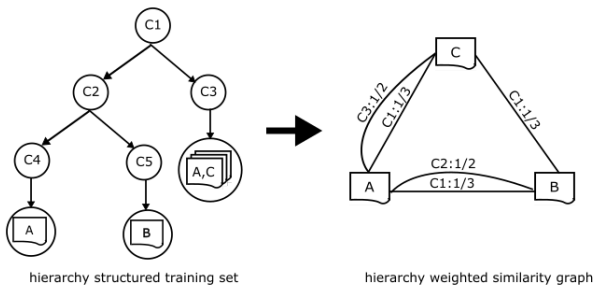 C1
C2
C3
C4
C5
A
B
A,C
hierarchy structured training set
C
C3:1/2
C1:1/3
C1:1/3
A
C2:1/2
C1:1/3
B
hierarchy weighted similarity graph